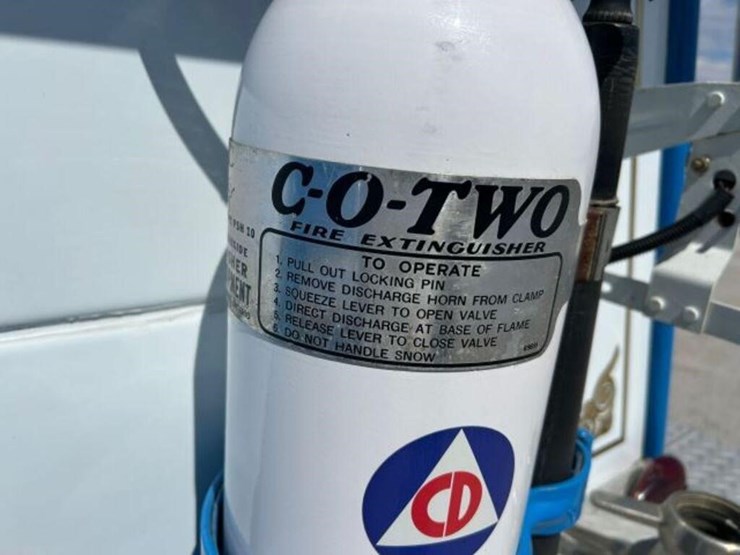 C-O-TWO
FIRE EXTINGUISHER
TO OPERATE
1. PULL OUT LOCKING PIN
2. REMOVE DISCHARGE HORN FROM CLAMP
3. SQUEEZE LEVER TO OPEN VALVE
4. DIRECT DISCHARGE AT BASE OF FLAME
5. RELEASE LEVER TO CLOSE VALVE
6. DO NOT HANDLE SNOW
CD